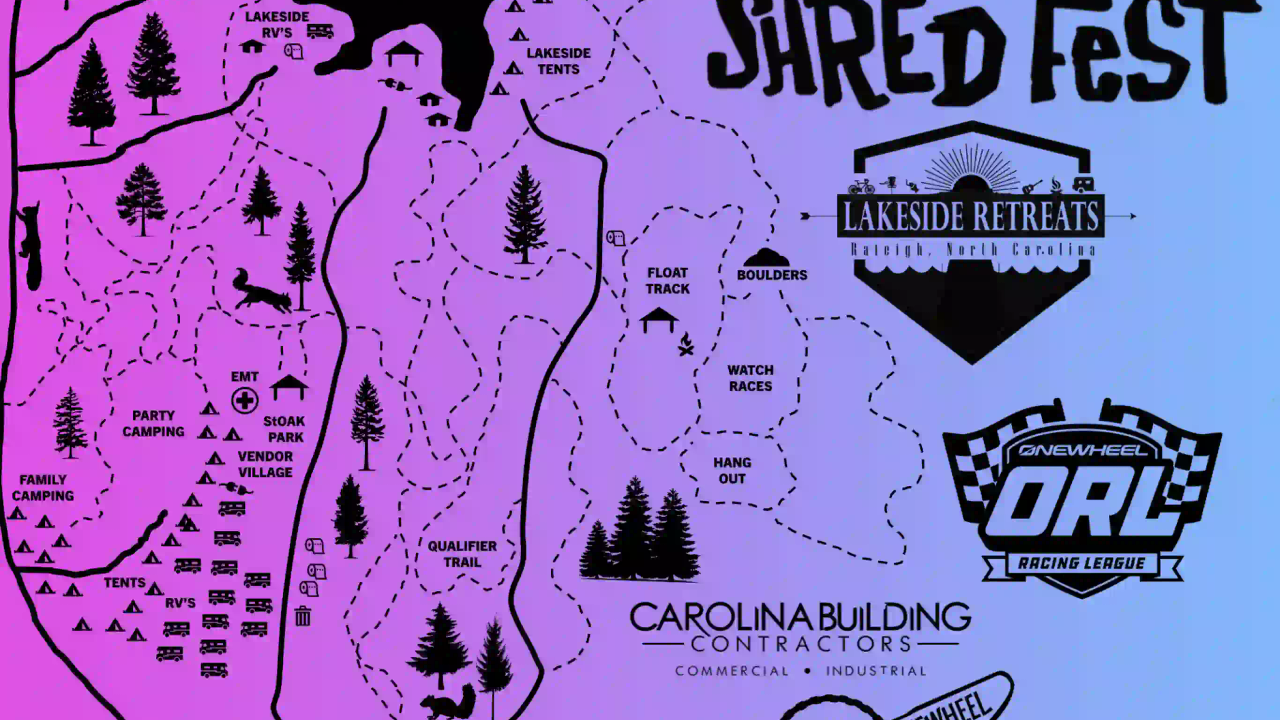 SHRED FEST
LAKESIDE
RV'S
LAKESIDE
TENTS
LAKESIDE RETREATS
Raleigh, North Carolina
FLOAT
TRACK
BOULDERS
WATCH
RACES
EMT
StOAK
PARK
PARTY
CAMPING
VENDOR
VILLAGE
FAMILY
CAMPING
HANG
OUT
ONEWHEEL
ORL
RACING LEAGUE
QUALIFIER
TRAIL
TENTS
RV'S
CAROLINA BUILDING
CONTRACTORS
COMMERCIAL • INDUSTRIAL